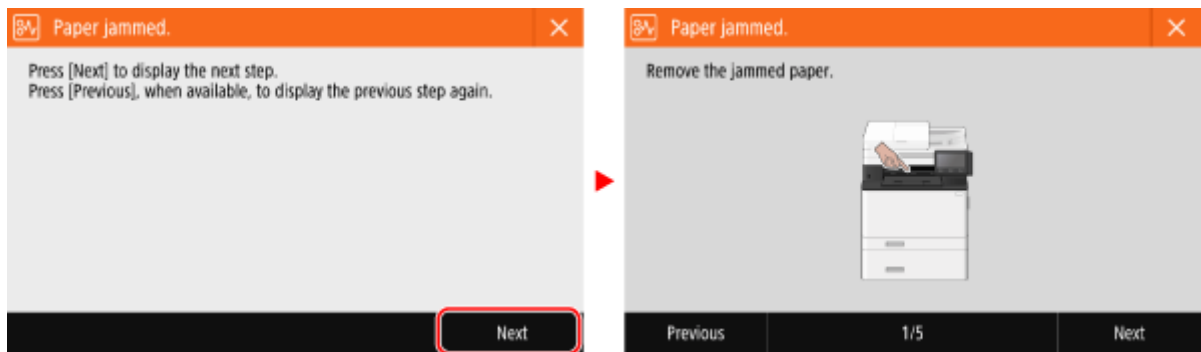 Paper jammed.
Press [Next] to display the next step.
Press [Previous], when available, to display the previous step again.
Next
Paper jammed.
Remove the jammed paper.
Previous
1/5
Next